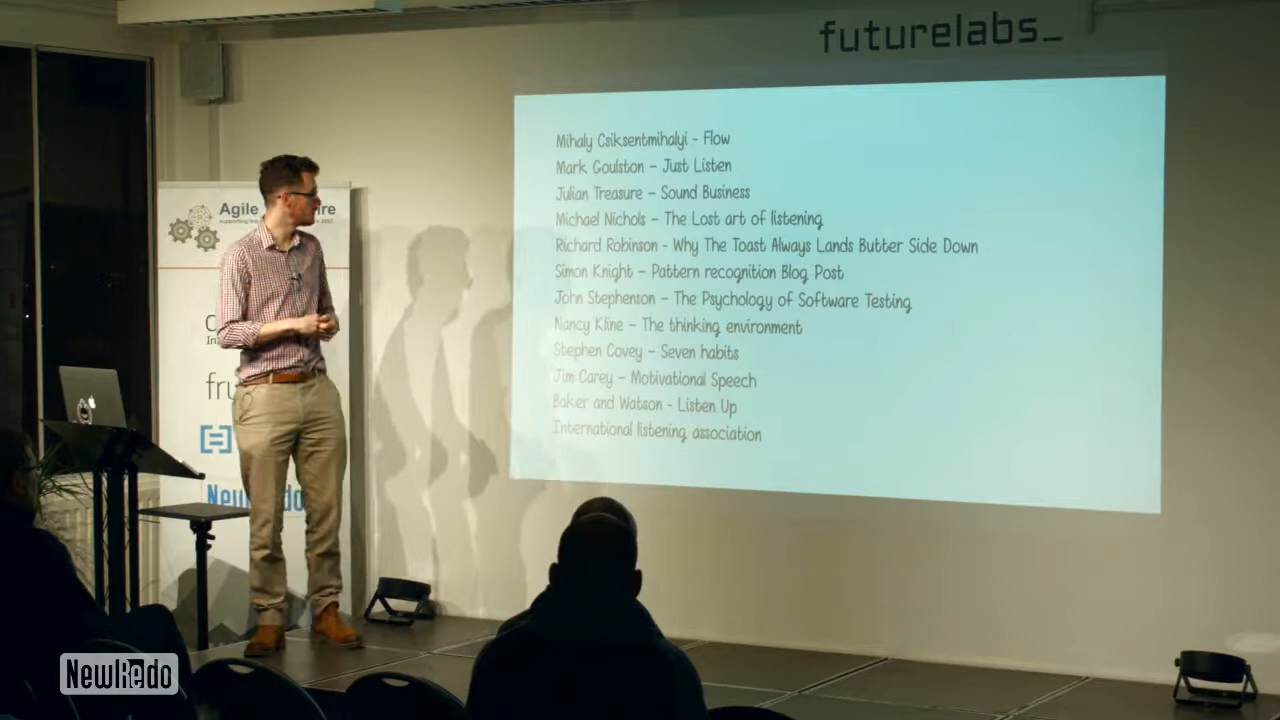 futurelabs_
Mihaly Csiksentmihalyi - Flow
Mark Goulston – Just Listen
Julian Treasure – Sound Business
Michael Nichols – The Lost art of listening
Richard Robinson - Why The Toast Always Lands Butter Side Down
Simon Knight – Pattern recognition Blog Post
John Stephenson – The Psychology of Software Testing
Nancy Kline – The thinking environment
Stephen Covey – Seven habits
Jim Carey – Motivational Speech
Baker and Watson - Listen Up
International listening association
Agile
NewRedo
NewRedo